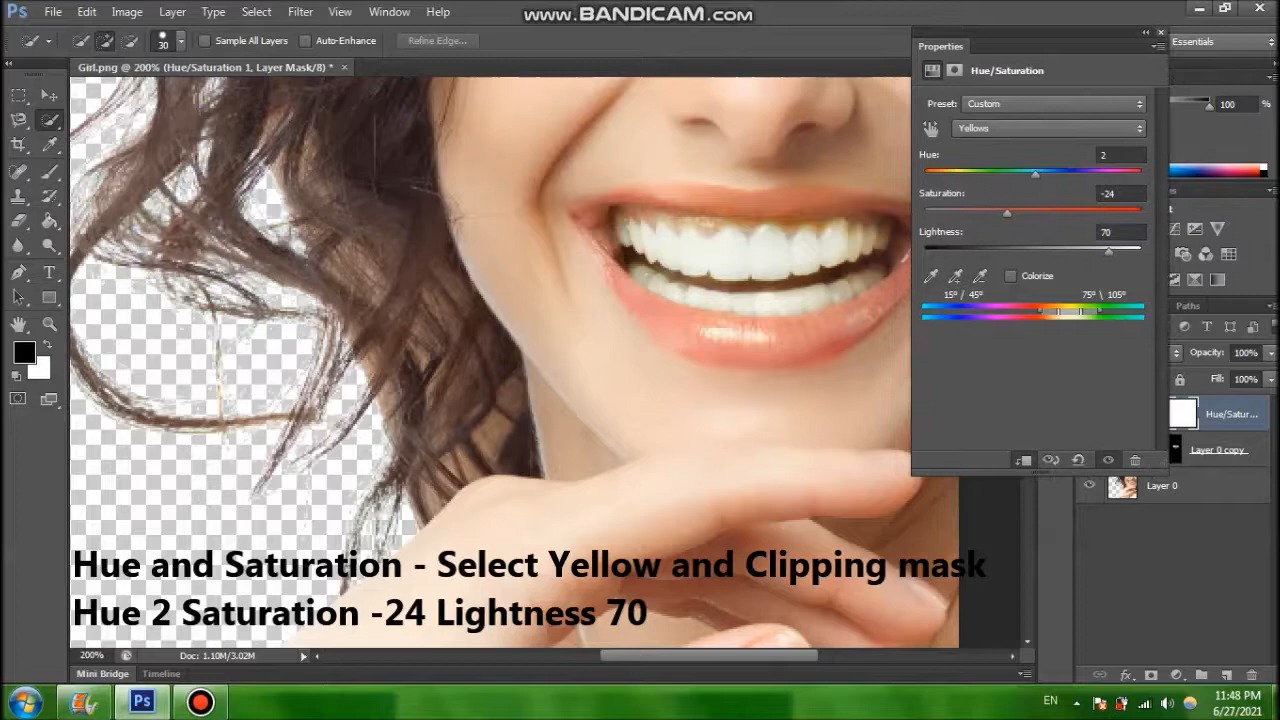 www.BANDICAM.com
Ps File Edit Image Layer Type Select Filter View Window Help
30 Sample All Layers Auto-Enhance Refine Edge...
Essentials
Girl.png @ 200% (Hue/Saturation 1, Layer Mask/8) * ×
Properties
Hue/Saturation
Preset: Custom
100 %
Yellows
Hue: 2
Saturation: -24
Lightness: 70
Colorize
15° / 45° 75° \ 105°
Paths
Opacity: 100%
Fill: 100%
Hue/Satur...
Layer 0 copy
Layer 0
Hue and Saturation - Select Yellow and Clipping mask
Hue 2 Saturation -24 Lightness 70
200% Doc: 1.10M/3.02M
Mini Bridge Timeline
Ps
EN
11:48 PM
6/27/2021